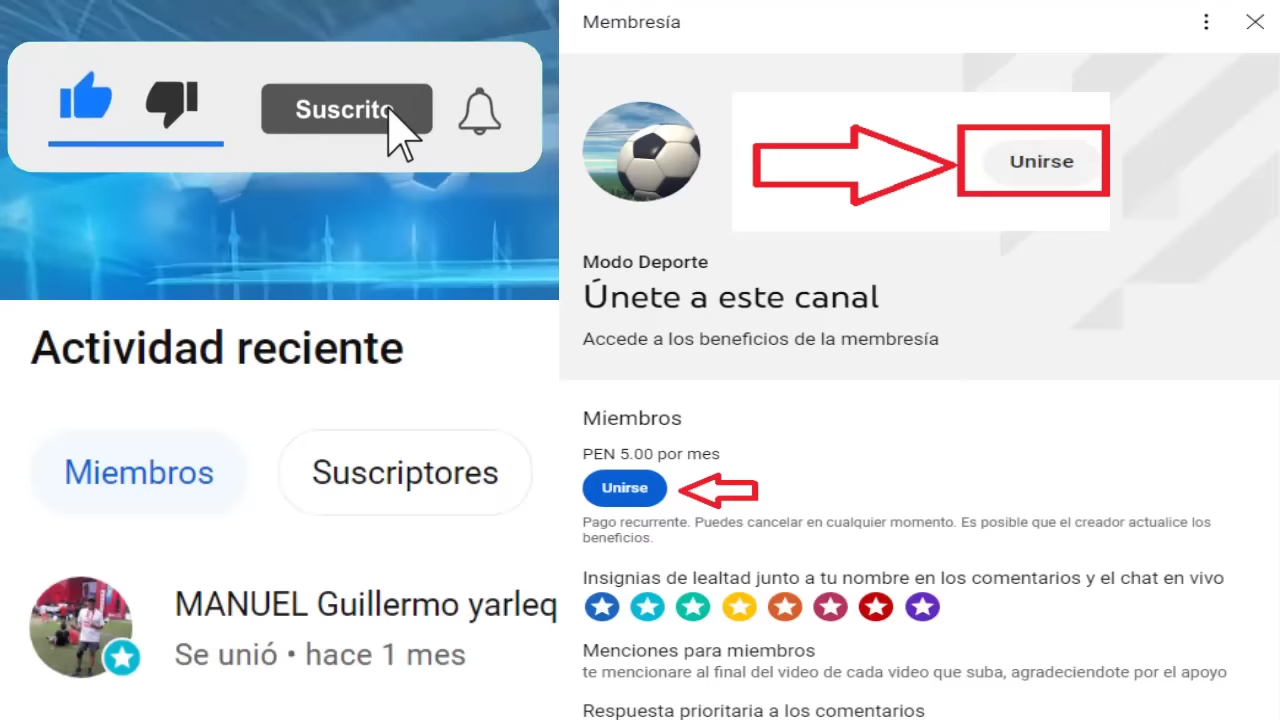 Suscrito
Actividad reciente
Miembros
Suscriptores
MANUEL Guillermo yarleq
Se unió • hace 1 mes
Membresía
Unirse
Modo Deporte
Únete a este canal
Accede a los beneficios de la membresía
Miembros
PEN 5.00 por mes
Unirse
Pago recurrente. Puedes cancelar en cualquier momento. Es posible que el creador actualice los
beneficios.
Insignias de lealtad junto a tu nombre en los comentarios y el chat en vivo
Menciones para miembros
te mencionare al final del video de cada video que suba, agradeciendote por el apoyo
Respuesta prioritaria a los comentarios